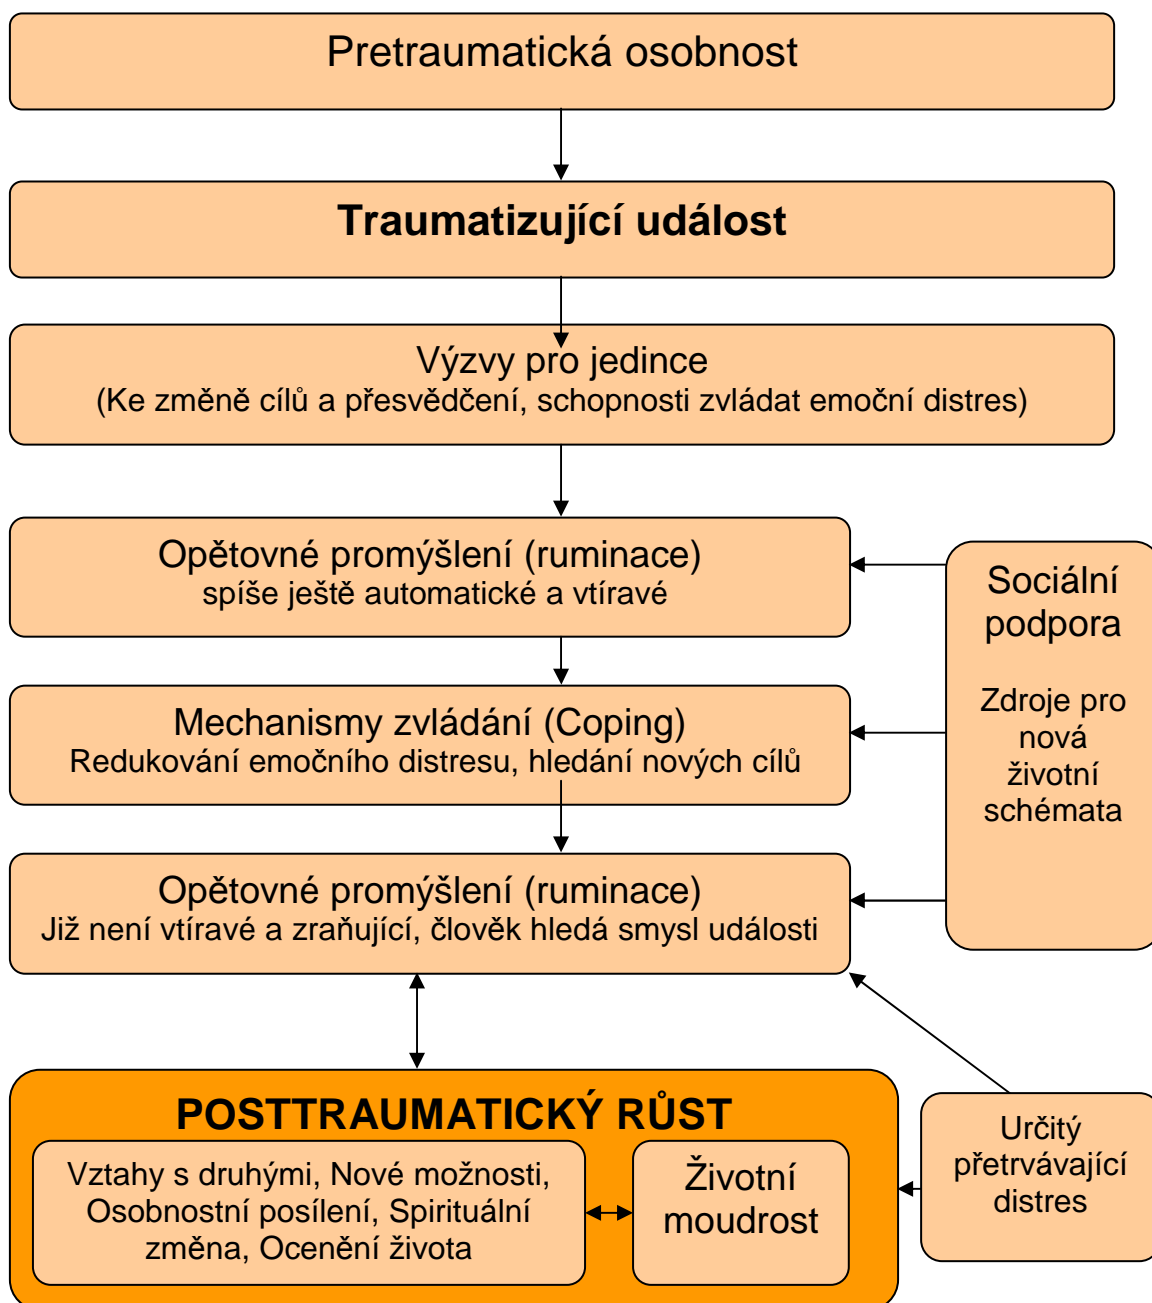 Pretraumatická osobnost
Traumatizující událost
Výzvy pro jedince
(Ke změně cílů a přesvědčení, schopnosti zvládat emoční distres)
Opětovné promýšlení (ruminace)
spíše ještě automatické a vtíravé
Sociální
podpora
Zdroje pro
nová
životní
schémata
Mechanismy zvládání (Coping)
Redukování emočního distresu, hledání nových cílů
Opětovné promýšlení (ruminace)
Již není vtíravé a zraňující, člověk hledá smysl události
POSTTRAUMATICKÝ RŮST
Vztahy s druhými, Nové možnosti,
Osobnostní posílení, Spirituální
změna, Ocenění života
Životní
moudrost
Určitý
přetrvávající
distres